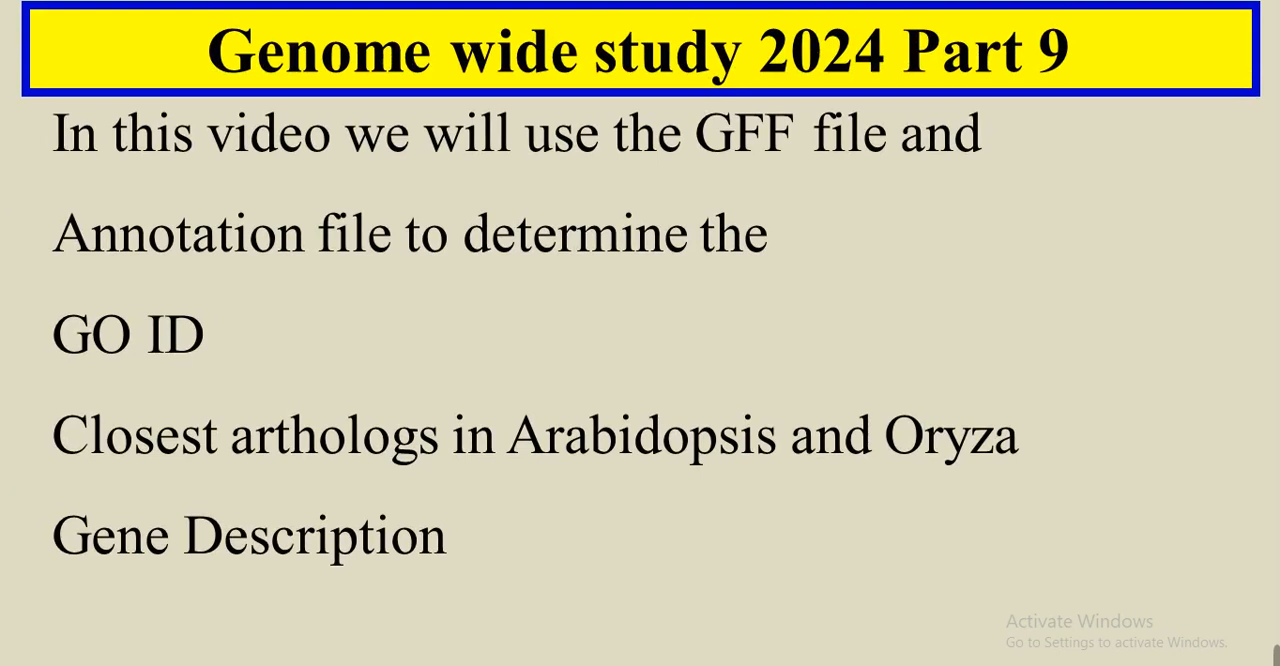 Genome wide study 2024 Part 9
In this video we will use the GFF file and
Annotation file to determine the
GO ID
Closest arthologs in Arabidopsis and Oryza
Gene Description
Activate Windows
Go to Settings to activate Windows.